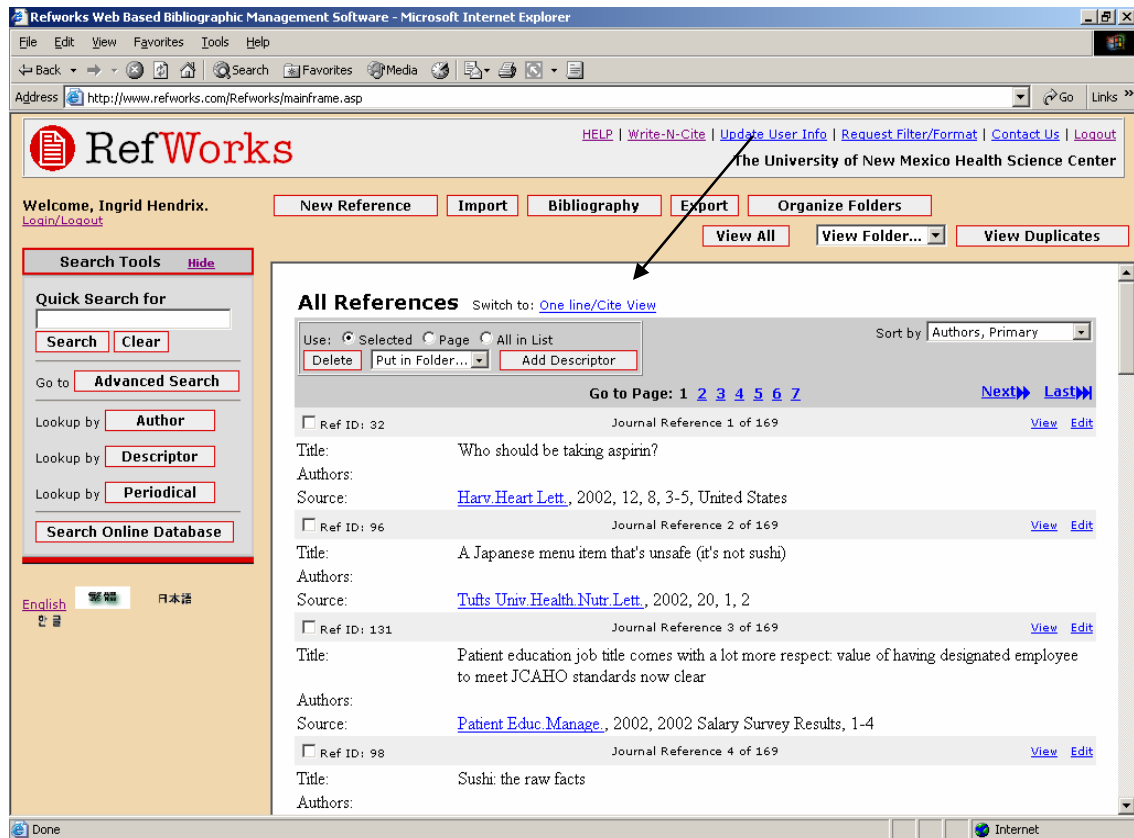 Refworks Web Based Bibliographic Management Software - Microsoft Internet Explorer
File Edit View Favorites Tools Help
Back Search Favorites Media
Address http://www.refworks.com/Refworks/mainframe.asp Go Links »
RefWorks
HELP | Write-N-Cite | Update User Info | Request Filter/Format | Contact Us | Logout
The University of New Mexico Health Science Center
Welcome, Ingrid Hendrix.
Login/Logout
New Reference Import Bibliography Export Organize Folders
View All View Folder... View Duplicates
Search Tools Hide
Quick Search for
Search Clear
Go to Advanced Search
Lookup by Author
Lookup by Descriptor
Lookup by Periodical
Search Online Database
English 繁體 日本語
한글
All References Switch to: One line/Cite View
Use: Selected Page All in List
Sort by Authors, Primary
Delete Put in Folder... Add Descriptor
Go to Page: 1 2 3 4 5 6 7 Next Last
Ref ID: 32 Journal Reference 1 of 169 View Edit
Title: Who should be taking aspirin?
Authors:
Source: Harv.Heart Lett., 2002, 12, 8, 3-5, United States
Ref ID: 96 Journal Reference 2 of 169 View Edit
Title: A Japanese menu item that's unsafe (it's not sushi)
Authors:
Source: Tufts Univ.Health.Nutr.Lett., 2002, 20, 1, 2
Ref ID: 131 Journal Reference 3 of 169 View Edit
Title: Patient education job title comes with a lot more respect: value of having designated employee
to meet JCAHO standards now clear
Authors:
Source: Patient Educ.Manage., 2002, 2002 Salary Survey Results, 1-4
Ref ID: 98 Journal Reference 4 of 169 View Edit
Title: Sushi: the raw facts
Authors:
Done Internet